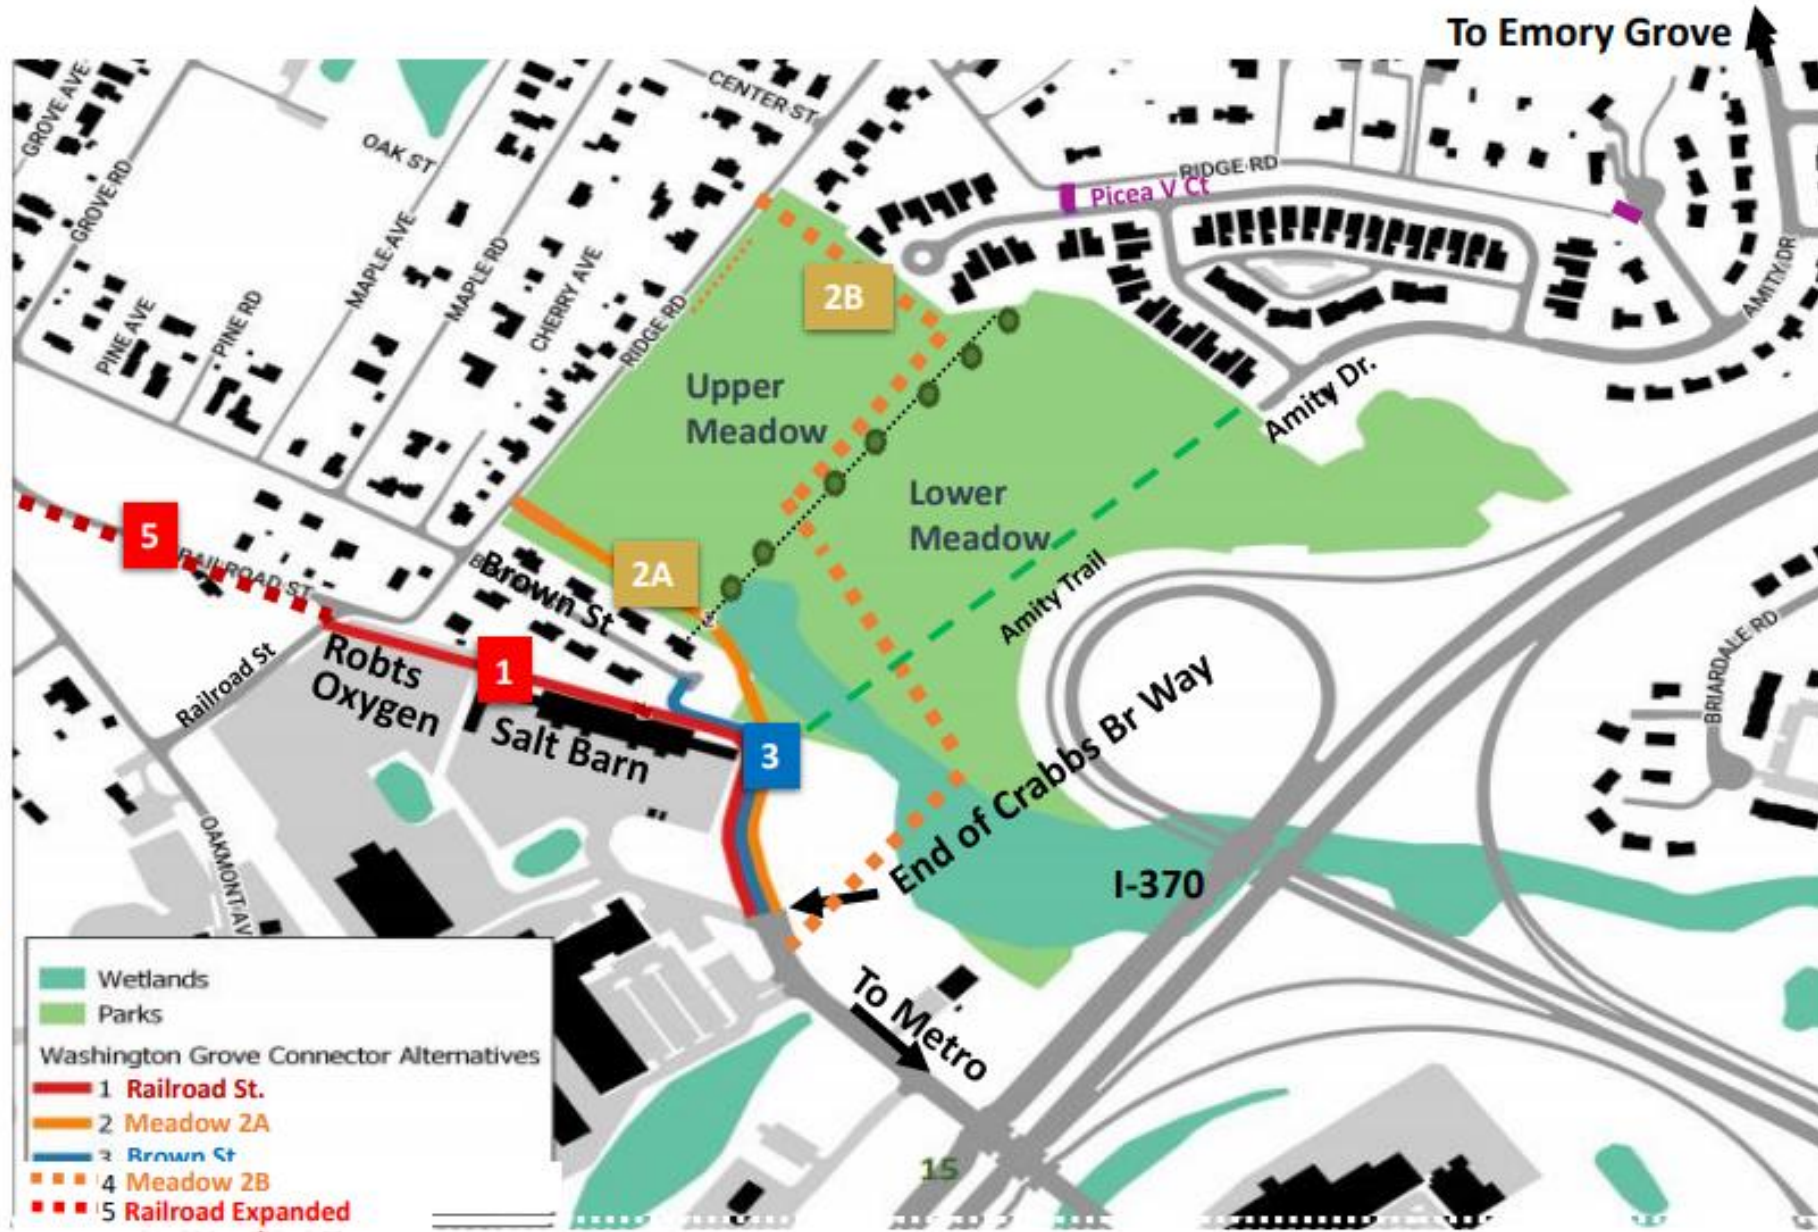 To Emory Grove
GROVE AVE
CENTER ST
OAK ST
RIDGE RD
Picea V Ct
GROVE RD
MAPLE AVE
MAPLE RD
CHERRY AVE
RIDGE RD
AMITY DR
2B
PINE AVE
PINE RD
Upper
Meadow
Amity Dr.
Lower
Meadow
5
RAILROAD ST
2A
Brown St
Amity Trail
BRIARDALE RD
Railroad St
Robts
Oxygen
1
Salt Barn
3
End of Crabbs Br Way
OAKMONT AV
I-370
To Metro
Wetlands
Parks
Washington Grove Connector Alternatives
1 Railroad St.
2 Meadow 2A
3 Brown St
4 Meadow 2B
5 Railroad Expanded
15